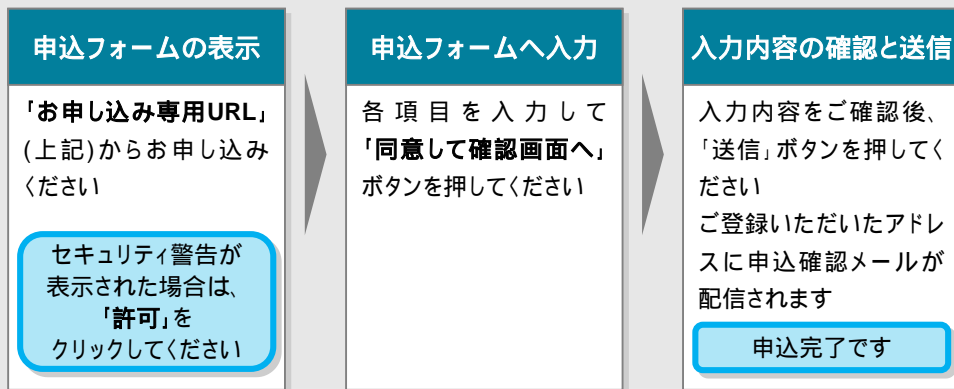 申込フォームの表示
「お申し込み専用URL」
(上記)からお申し込み
ください
セキュリティ警告が
表示された場合は、
「許可」を
クリックしてください
申込フォームへ入力
各項目を入力して
「同意して確認画面へ」
ボタンを押してください
入力内容の確認と送信
入力内容をご確認後、
「送信」ボタンを押してく
ださい
ご登録いただいたアドレ
スに申込確認メールが
配信されます
申込完了です